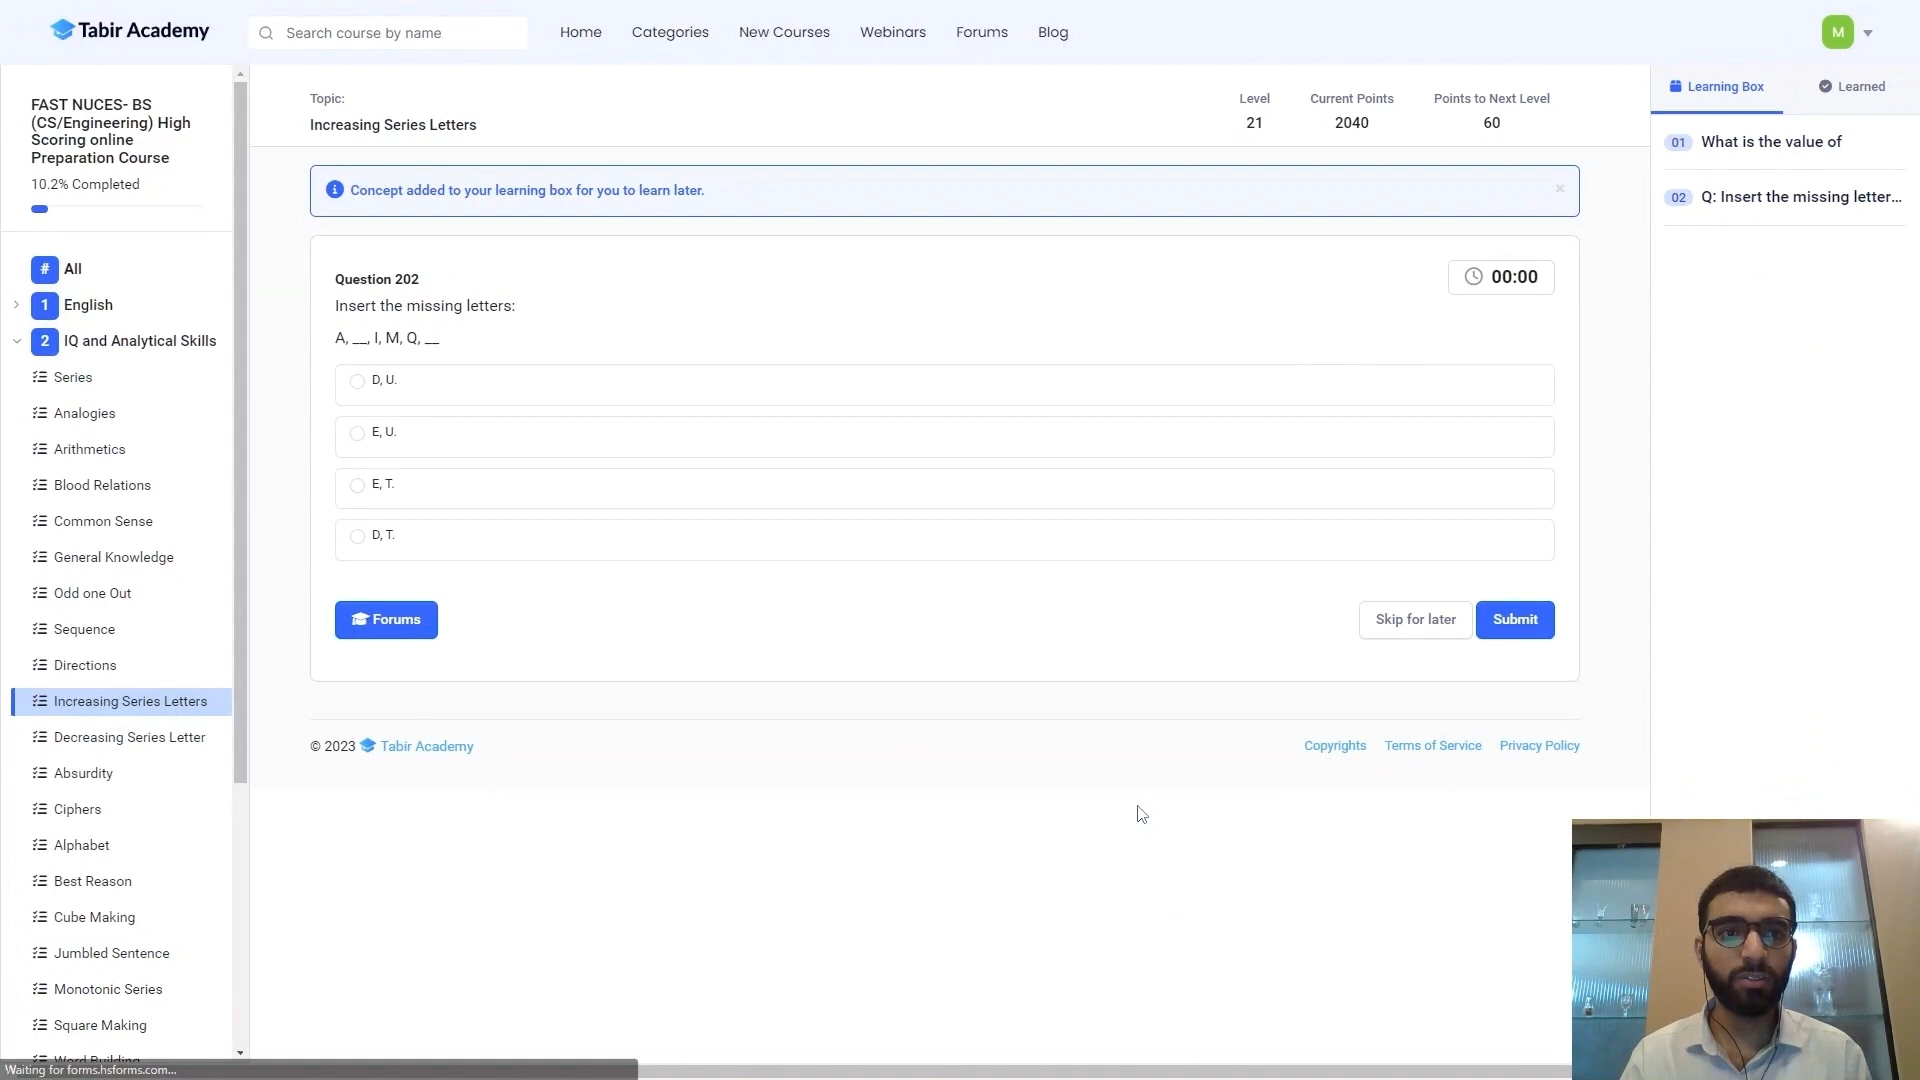 Tabir Academy
Search course by name
Home
Categories
New Courses
Webinars
Forums
Blog
M
FAST NUCES- BS
(CS/Engineering) High
Scoring online
Preparation Course
10.2% Completed
# All
1 English
2 IQ and Analytical Skills
Series
Analogies
Arithmetics
Blood Relations
Common Sense
General Knowledge
Odd one Out
Sequence
Directions
Increasing Series Letters
Decreasing Series Letter
Absurdity
Ciphers
Alphabet
Best Reason
Cube Making
Jumbled Sentence
Monotonic Series
Square Making
Word Building
Waiting for forms.hsforms.com...
Topic:
Increasing Series Letters
Level
21
Current Points
2040
Points to Next Level
60
Concept added to your learning box for you to learn later.
×
Question 202
00:00
Insert the missing letters:
A, __, I, M, Q, __
D, U.
E, U.
E, T.
D, T.
Forums
Skip for later
Submit
© 2023 Tabir Academy
Copyrights
Terms of Service
Privacy Policy
Learning Box
Learned
01 What is the value of
02 Q: Insert the missing letter...